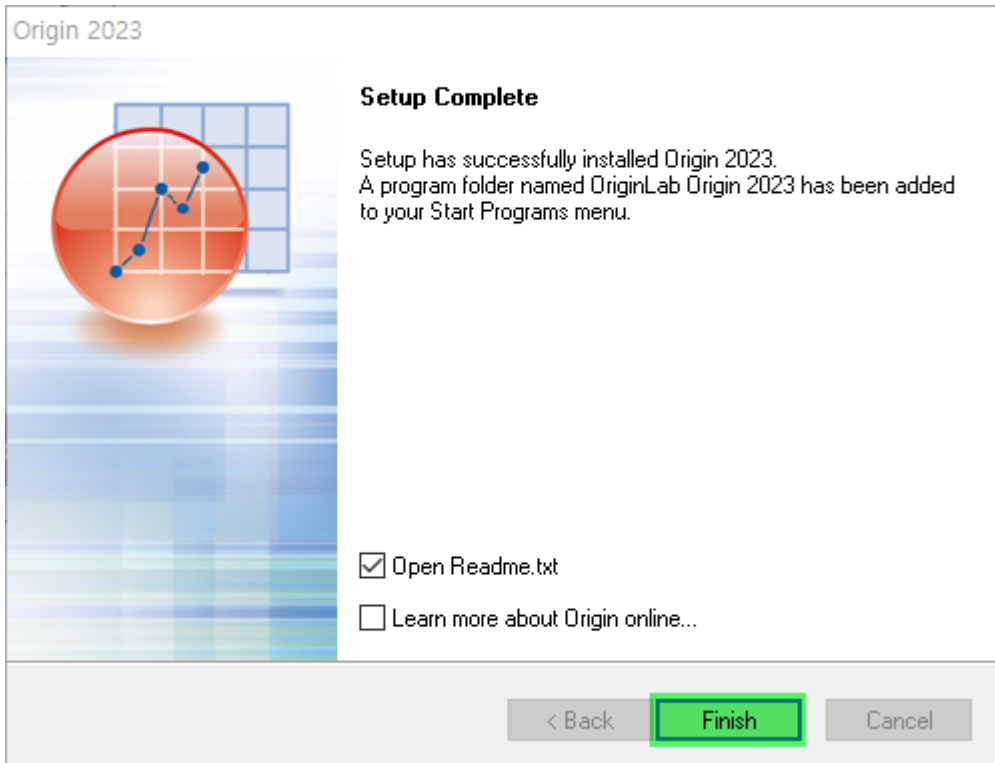 Origin 2023
Setup Complete
Setup has successfully installed Origin 2023.
A program folder named OriginLab Origin 2023 has been added
to your Start Programs menu.
Open Readme.txt
Learn more about Origin online...
< Back
Finish
Cancel